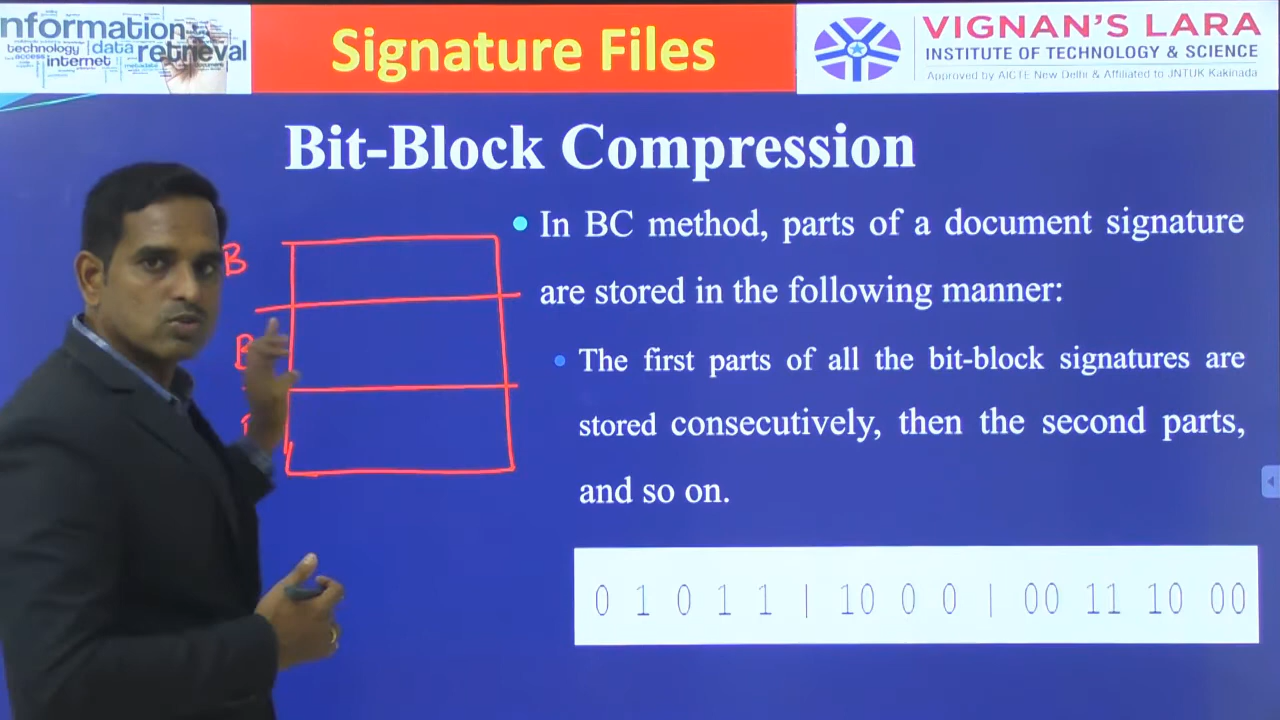 nformation
technology data retrieval
access internet
Signature Files
VIGNAN'S LARA
INSTITUTE OF TECHNOLOGY & SCIENCE
Approved by AICTE New Delhi & Affiliated to JNTUK Kakinada
Bit-Block Compression
• In BC method, parts of a document signature
are stored in the following manner:
• The first parts of all the bit-block signatures are
stored consecutively, then the second parts,
and so on.
B
B
0 1 0 1 1 | 10 0 0 | 00 11 10 00